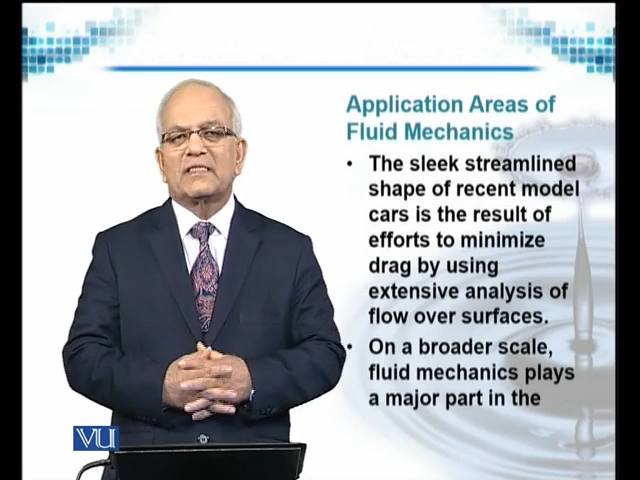 Application Areas of
Fluid Mechanics
• The sleek streamlined
shape of recent model
cars is the result of
efforts to minimize
drag by using
extensive analysis of
flow over surfaces.
• On a broader scale,
fluid mechanics plays
a major part in the
VU